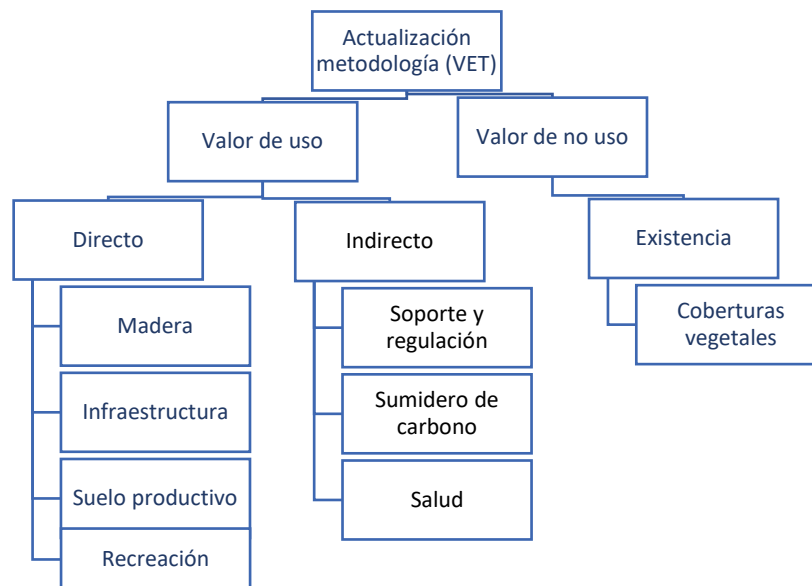 Actualización
metodología (VET)
Valor de uso
Valor de no uso
Directo
Indirecto
Existencia
Madera
Infraestructura
Suelo productivo
Recreación
Soporte y
regulación
Sumidero de
carbono
Salud
Coberturas
vegetales